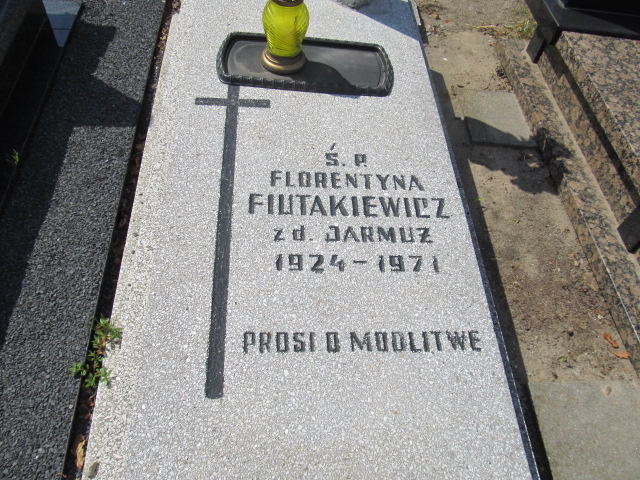 Ś. P.
FLORENTYNA
FIUTAKIEWICZ
zd. JARMUŻ
1924-1971
PROSI O MODLITWĘ